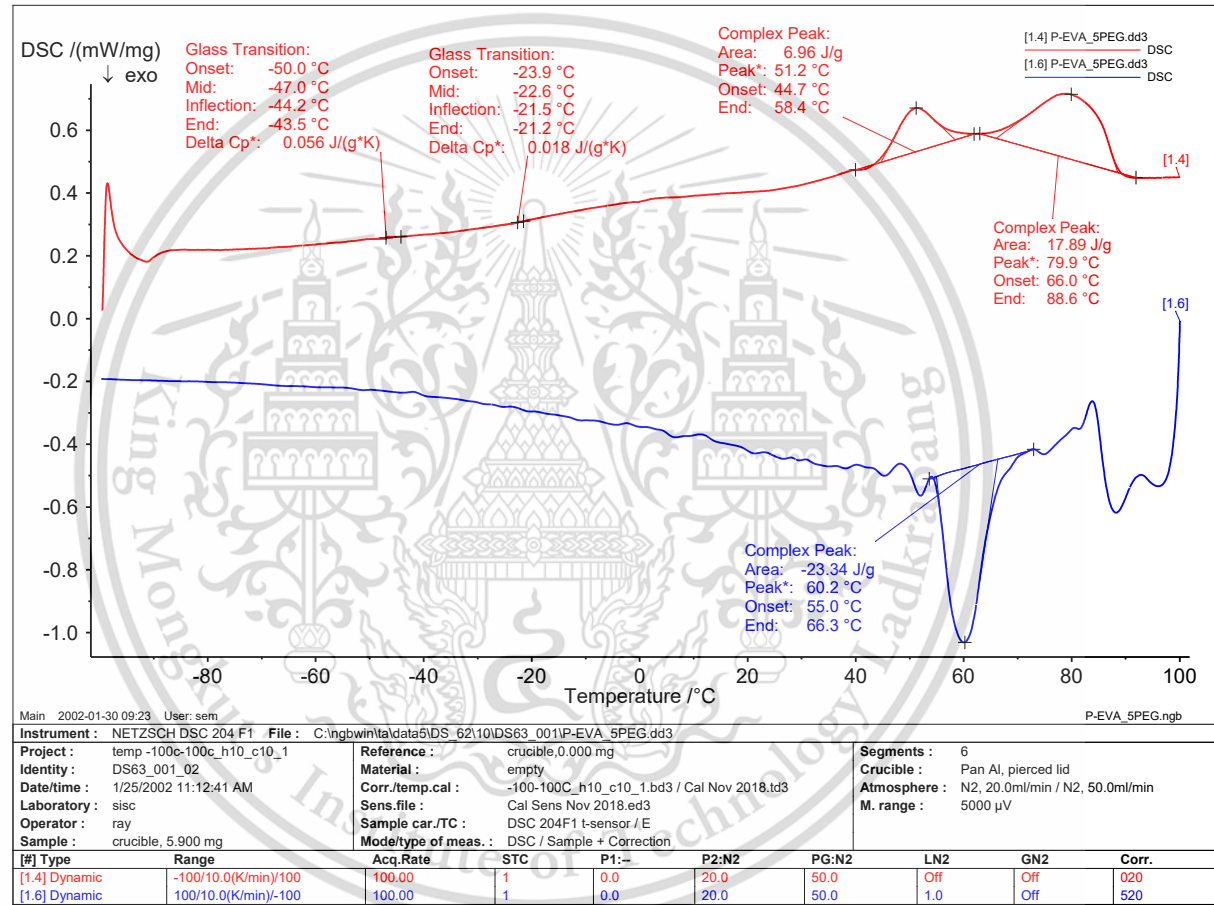 DSC /(mW/mg)
↓ exo
Glass Transition:
Onset: -50.0 °C
Mid: -47.0 °C
Inflection: -44.2 °C
End: -43.5 °C
Delta Cp*: 0.056 J/(g*K)
Glass Transition:
Onset: -23.9 °C
Mid: -22.6 °C
Inflection: -21.5 °C
End: -21.2 °C
Delta Cp*: 0.018 J/(g*K)
Complex Peak:
Area: 6.96 J/g
Peak*: 51.2 °C
Onset: 44.7 °C
End: 58.4 °C
[1.4] P-EVA_5PEG.dd3
DSC
[1.6] P-EVA_5PEG.dd3
DSC
[1.4]
Complex Peak:
Area: 17.89 J/g
Peak*: 79.9 °C
Onset: 66.0 °C
End: 88.6 °C
[1.6]
Complex Peak:
Area: -23.34 J/g
Peak*: 60.2 °C
Onset: 55.0 °C
End: 66.3 °C
0.6
0.4
0.2
0.0
-0.2
-0.4
-0.6
-0.8
-1.0
-80 -60 -40 -20 0 20 40 60 80 100
Temperature /°C
King Mongkut's Institute of Technology Ladkrabang
Main 2002-01-30 09:23 User: sem P-EVA_5PEG.ngb
Instrument : NETZSCH DSC 204 F1 File : C:\ngbwin\ta\data5\DS_62\10\DS63_001\P-EVA_5PEG.dd3
Project : temp -100c-100c_h10_c10_1 Reference : crucible,0.000 mg Segments : 6
Identity : DS63_001_02 Material : empty Crucible : Pan Al, pierced lid
Date/time : 1/25/2002 11:12:41 AM Corr./temp.cal : -100-100C_h10_c10_1.bd3 / Cal Nov 2018.td3 Atmosphere : N2, 20.0ml/min / N2, 50.0ml/min
Laboratory : sisc Sens.file : Cal Sens Nov 2018.ed3 M. range : 5000 µV
Operator : ray Sample car./TC : DSC 204F1 t-sensor / E
Sample : crucible, 5.900 mg Mode/type of meas. : DSC / Sample + Correction
[#] Type Range Acq.Rate STC P1:-- P2:N2 PG:N2 LN2 GN2 Corr.
[1.4] Dynamic -100/10.0(K/min)/100 100.00 1 0.0 20.0 50.0 Off Off 020
[1.6] Dynamic 100/10.0(K/min)/-100 100.00 1 0.0 20.0 50.0 1.0 Off 520